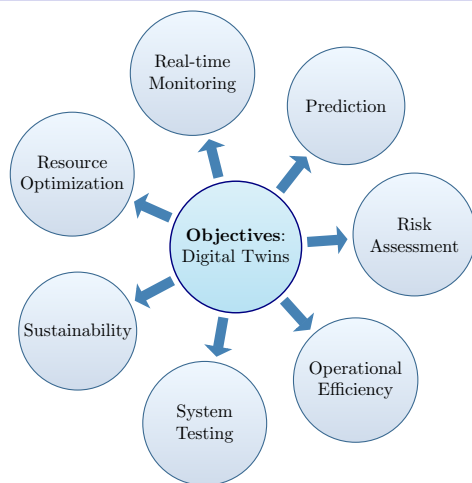 Real-time
Monitoring
Prediction
Resource
Optimization
Risk
Assessment
Objectives:
Digital Twins
Sustainability
Operational
Efficiency
System
Testing